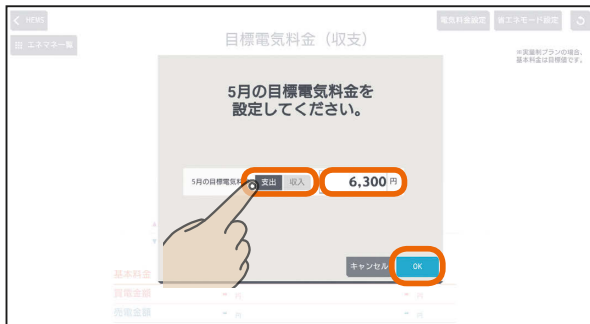 HEMS
エネマネ一覧
目標電気料金（収支）
電気料金設定
省エネモード設定
※実量制プランの場合、
基本料金は目標値です。
5月の目標電気料金を
設定してください。
5月の目標電気料
支出
収入
6,300 円
キャンセル
OK
基本料金
買電金額 - 円 - 円
売電金額 - 円 - 円